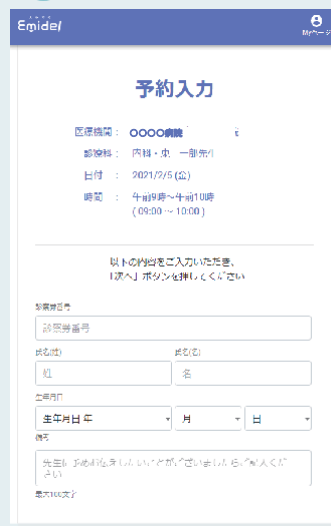 Emidel
Myページ
予約入力
医療機関： ○○○○病院
診療科： 内科・東 一郎先生
日付 ： 2021/2/5 (金)
時間 ： 午前9時～午前10時
( 09:00 ～ 10:00 )
以下の内容をご入力いただき、
「次へ」ボタンを押してください
診察券番号
診察券番号
氏名(姓) 氏名(名)
姓 名
生年月日
生年月日 年 月 日
備考
先生にあらかじめお伝えしたいことがございましたらご記入くだ
さい
最大100文字